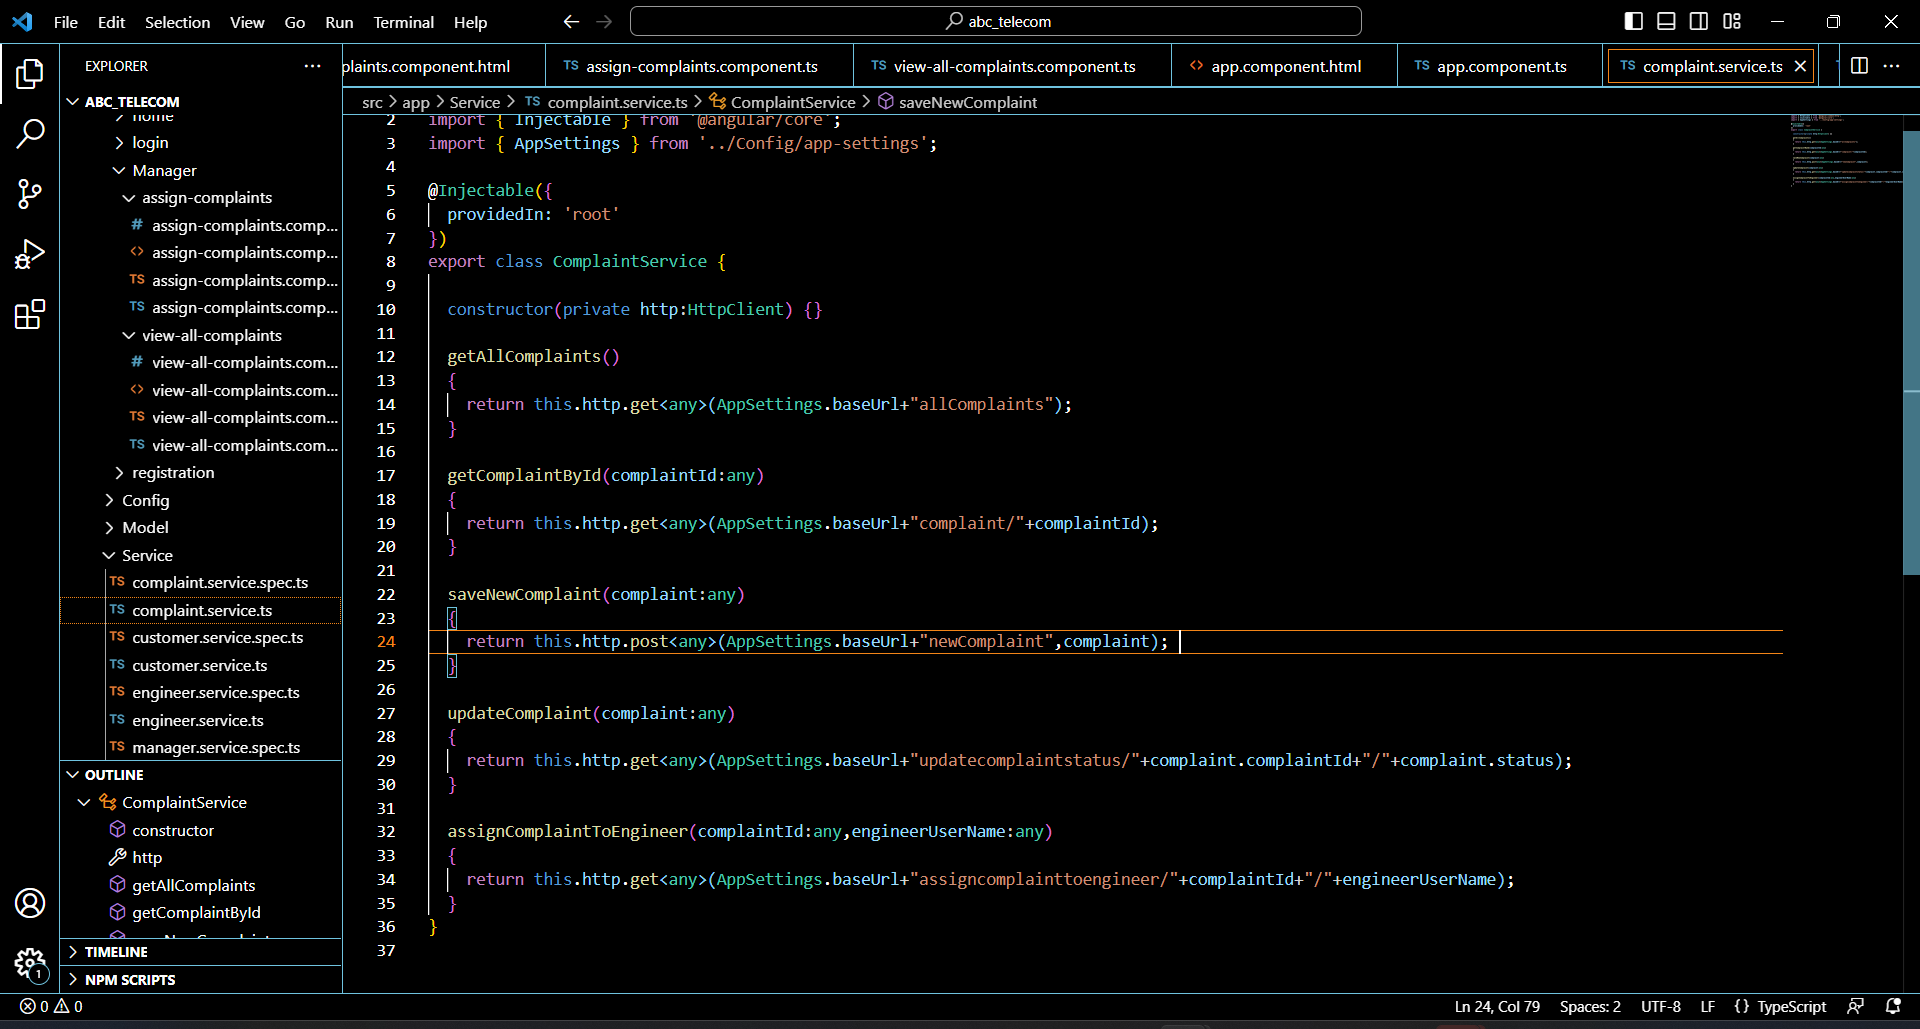 File Edit Selection View Go Run Terminal Help
abc_telecom
EXPLORER
ABC_TELECOM
home
login
Manager
assign-complaints
# assign-complaints.comp...
<> assign-complaints.comp...
TS assign-complaints.comp...
TS assign-complaints.comp...
view-all-complaints
# view-all-complaints.com...
<> view-all-complaints.com...
TS view-all-complaints.com...
TS view-all-complaints.com...
registration
Config
Model
Service
TS complaint.service.spec.ts
TS complaint.service.ts
TS customer.service.spec.ts
TS customer.service.ts
TS engineer.service.spec.ts
TS engineer.service.ts
TS manager.service.spec.ts
OUTLINE
ComplaintService
constructor
http
getAllComplaints
getComplaintById
TIMELINE
NPM SCRIPTS
plaints.component.html TS assign-complaints.component.ts TS view-all-complaints.component.ts <> app.component.html TS app.component.ts TS complaint.service.ts
src > app > Service > TS complaint.service.ts > ComplaintService > saveNewComplaint
2 import { Injectable } from '@angular/core';
3 import { AppSettings } from '../Config/app-settings';
4
5 @Injectable({
6 providedIn: 'root'
7 })
8 export class ComplaintService {
9
10 constructor(private http:HttpClient) {}
11
12 getAllComplaints()
13 {
14 return this.http.get<any>(AppSettings.baseUrl+"allComplaints");
15 }
16
17 getComplaintById(complaintId:any)
18 {
19 return this.http.get<any>(AppSettings.baseUrl+"complaint/"+complaintId);
20 }
21
22 saveNewComplaint(complaint:any)
23 {
24 return this.http.post<any>(AppSettings.baseUrl+"newComplaint",complaint);
25 }
26
27 updateComplaint(complaint:any)
28 {
29 return this.http.get<any>(AppSettings.baseUrl+"updatecomplaintstatus/"+complaint.complaintId+"/"+complaint.status);
30 }
31
32 assignComplaintToEngineer(complaintId:any,engineerUserName:any)
33 {
34 return this.http.get<any>(AppSettings.baseUrl+"assigncomplainttoengineer/"+complaintId+"/"+engineerUserName);
35 }
36 }
37
1
0 0
Ln 24, Col 79 Spaces: 2 UTF-8 LF {} TypeScript